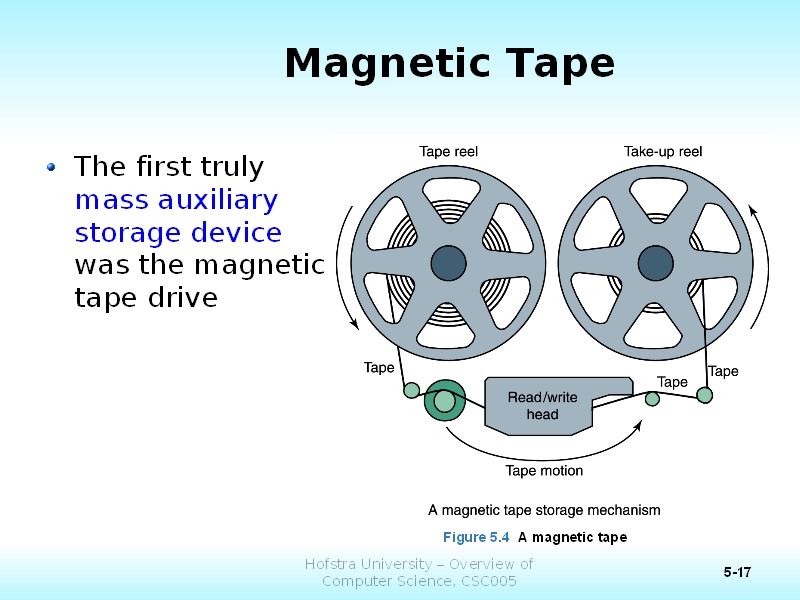 Magnetic Tape
The first truly
mass auxiliary
storage device
was the magnetic
tape drive
Tape reel
Take-up reel
Tape
Tape
Tape
Read/write
head
Tape motion
A magnetic tape storage mechanism
Figure 5.4 A magnetic tape
Hofstra University – Overview of
Computer Science, CSC005
5-17